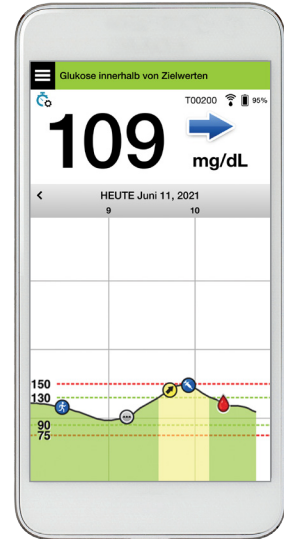 Glukose innerhalb von Zielwerten
T00200 95%
109
mg/dL
HEUTE Juni 11, 2021
9 10
150
130
90
75